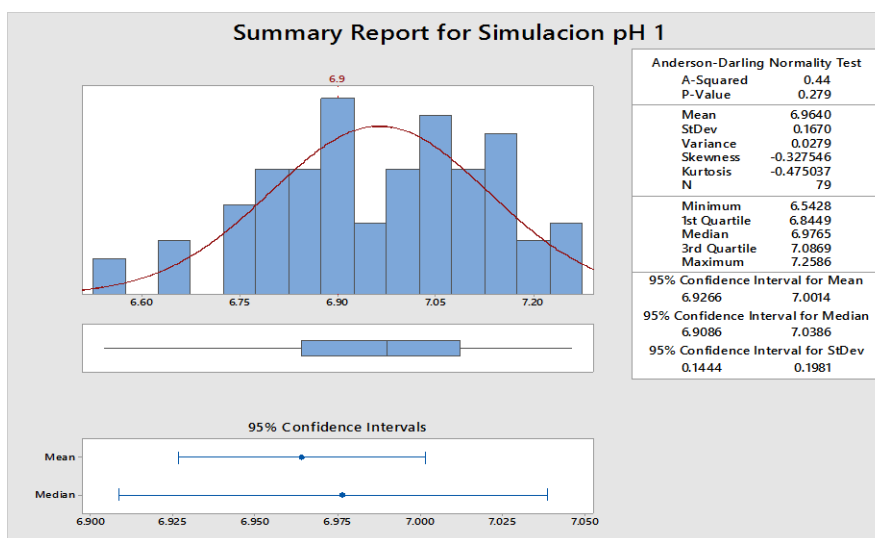 Summary Report for Simulacion pH 1
6.9
6.60 6.75 6.90 7.05 7.20
Anderson-Darling Normality Test
A-Squared 0.44
P-Value 0.279
Mean 6.9640
StDev 0.1670
Variance 0.0279
Skewness -0.327546
Kurtosis -0.475037
N 79
Minimum 6.5428
1st Quartile 6.8449
Median 6.9765
3rd Quartile 7.0869
Maximum 7.2586
95% Confidence Interval for Mean
6.9266 7.0014
95% Confidence Interval for Median
6.9086 7.0386
95% Confidence Interval for StDev
0.1444 0.1981
95% Confidence Intervals
Mean
Median
6.900 6.925 6.950 6.975 7.000 7.025 7.050